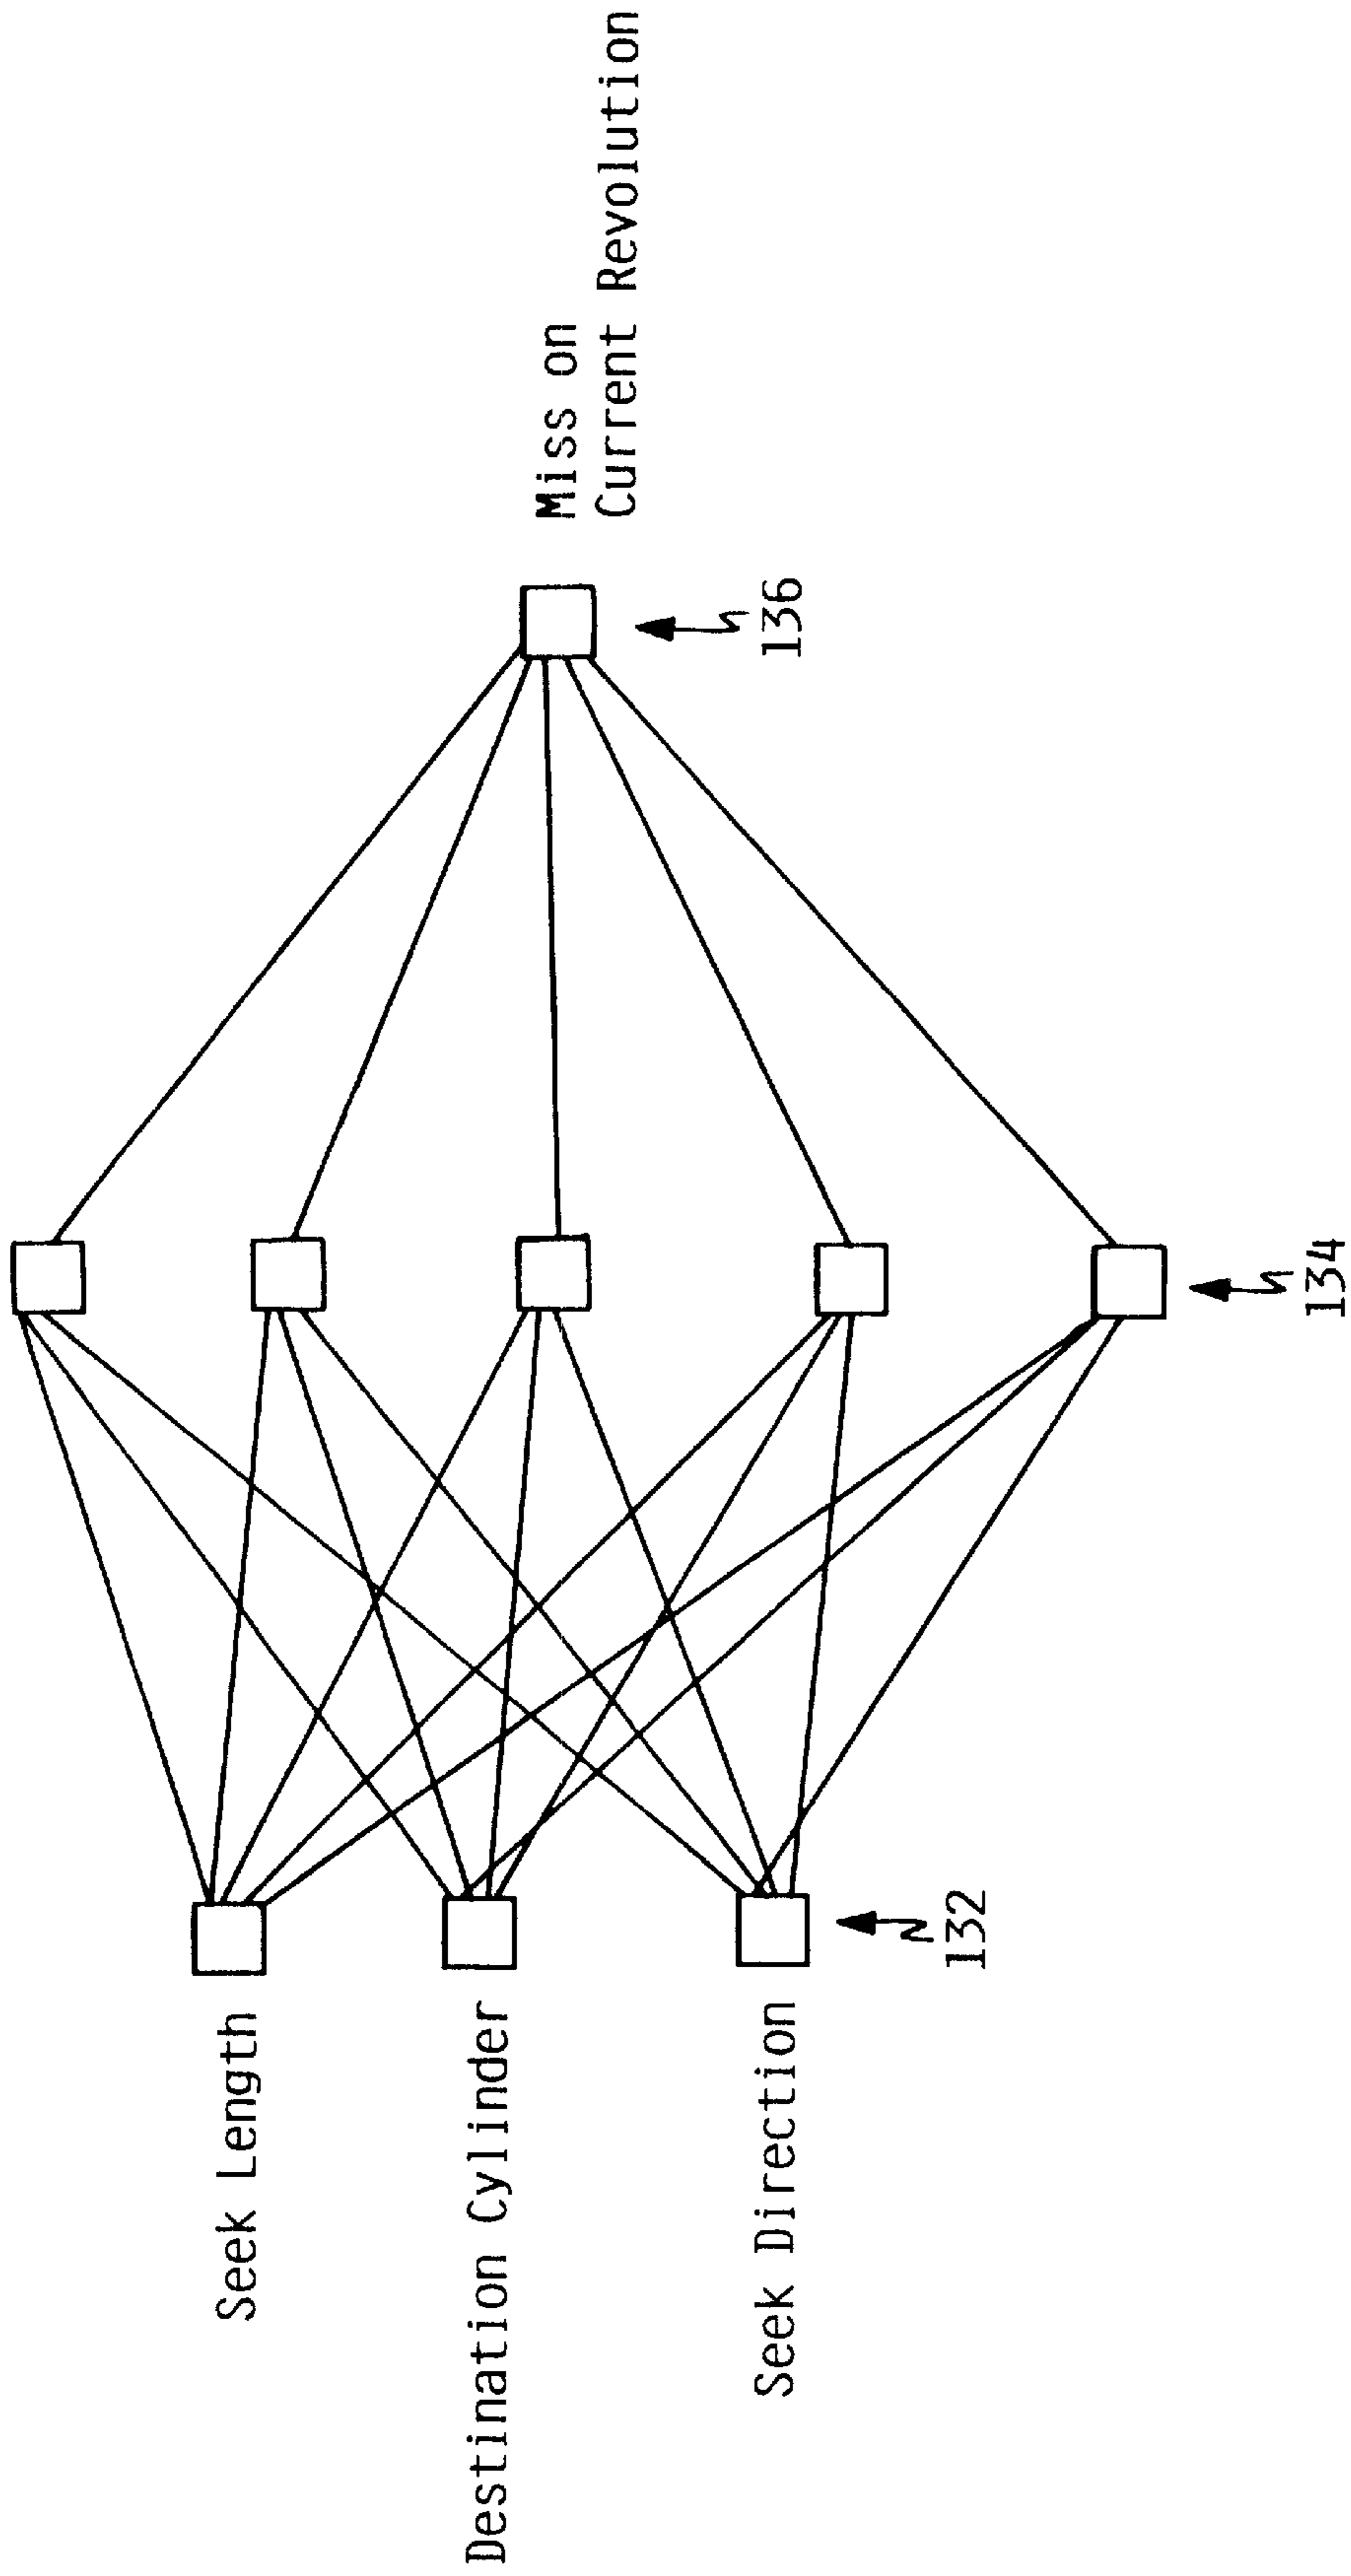 Seek Length
Destination Cylinder
Seek Direction
132
134
136
Miss on
Current Revolution